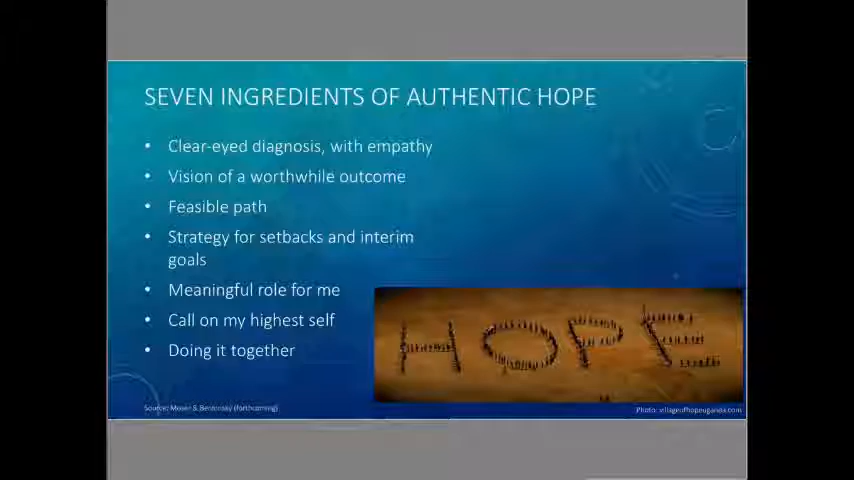 SEVEN INGREDIENTS OF AUTHENTIC HOPE
• Clear-eyed diagnosis, with empathy
• Vision of a worthwhile outcome
• Feasible path
• Strategy for setbacks and interim
goals
• Meaningful role for me
• Call on my highest self
• Doing it together
HOPE
Source: Moser & (forthcoming)
Photo: villageofhopeuganda.com